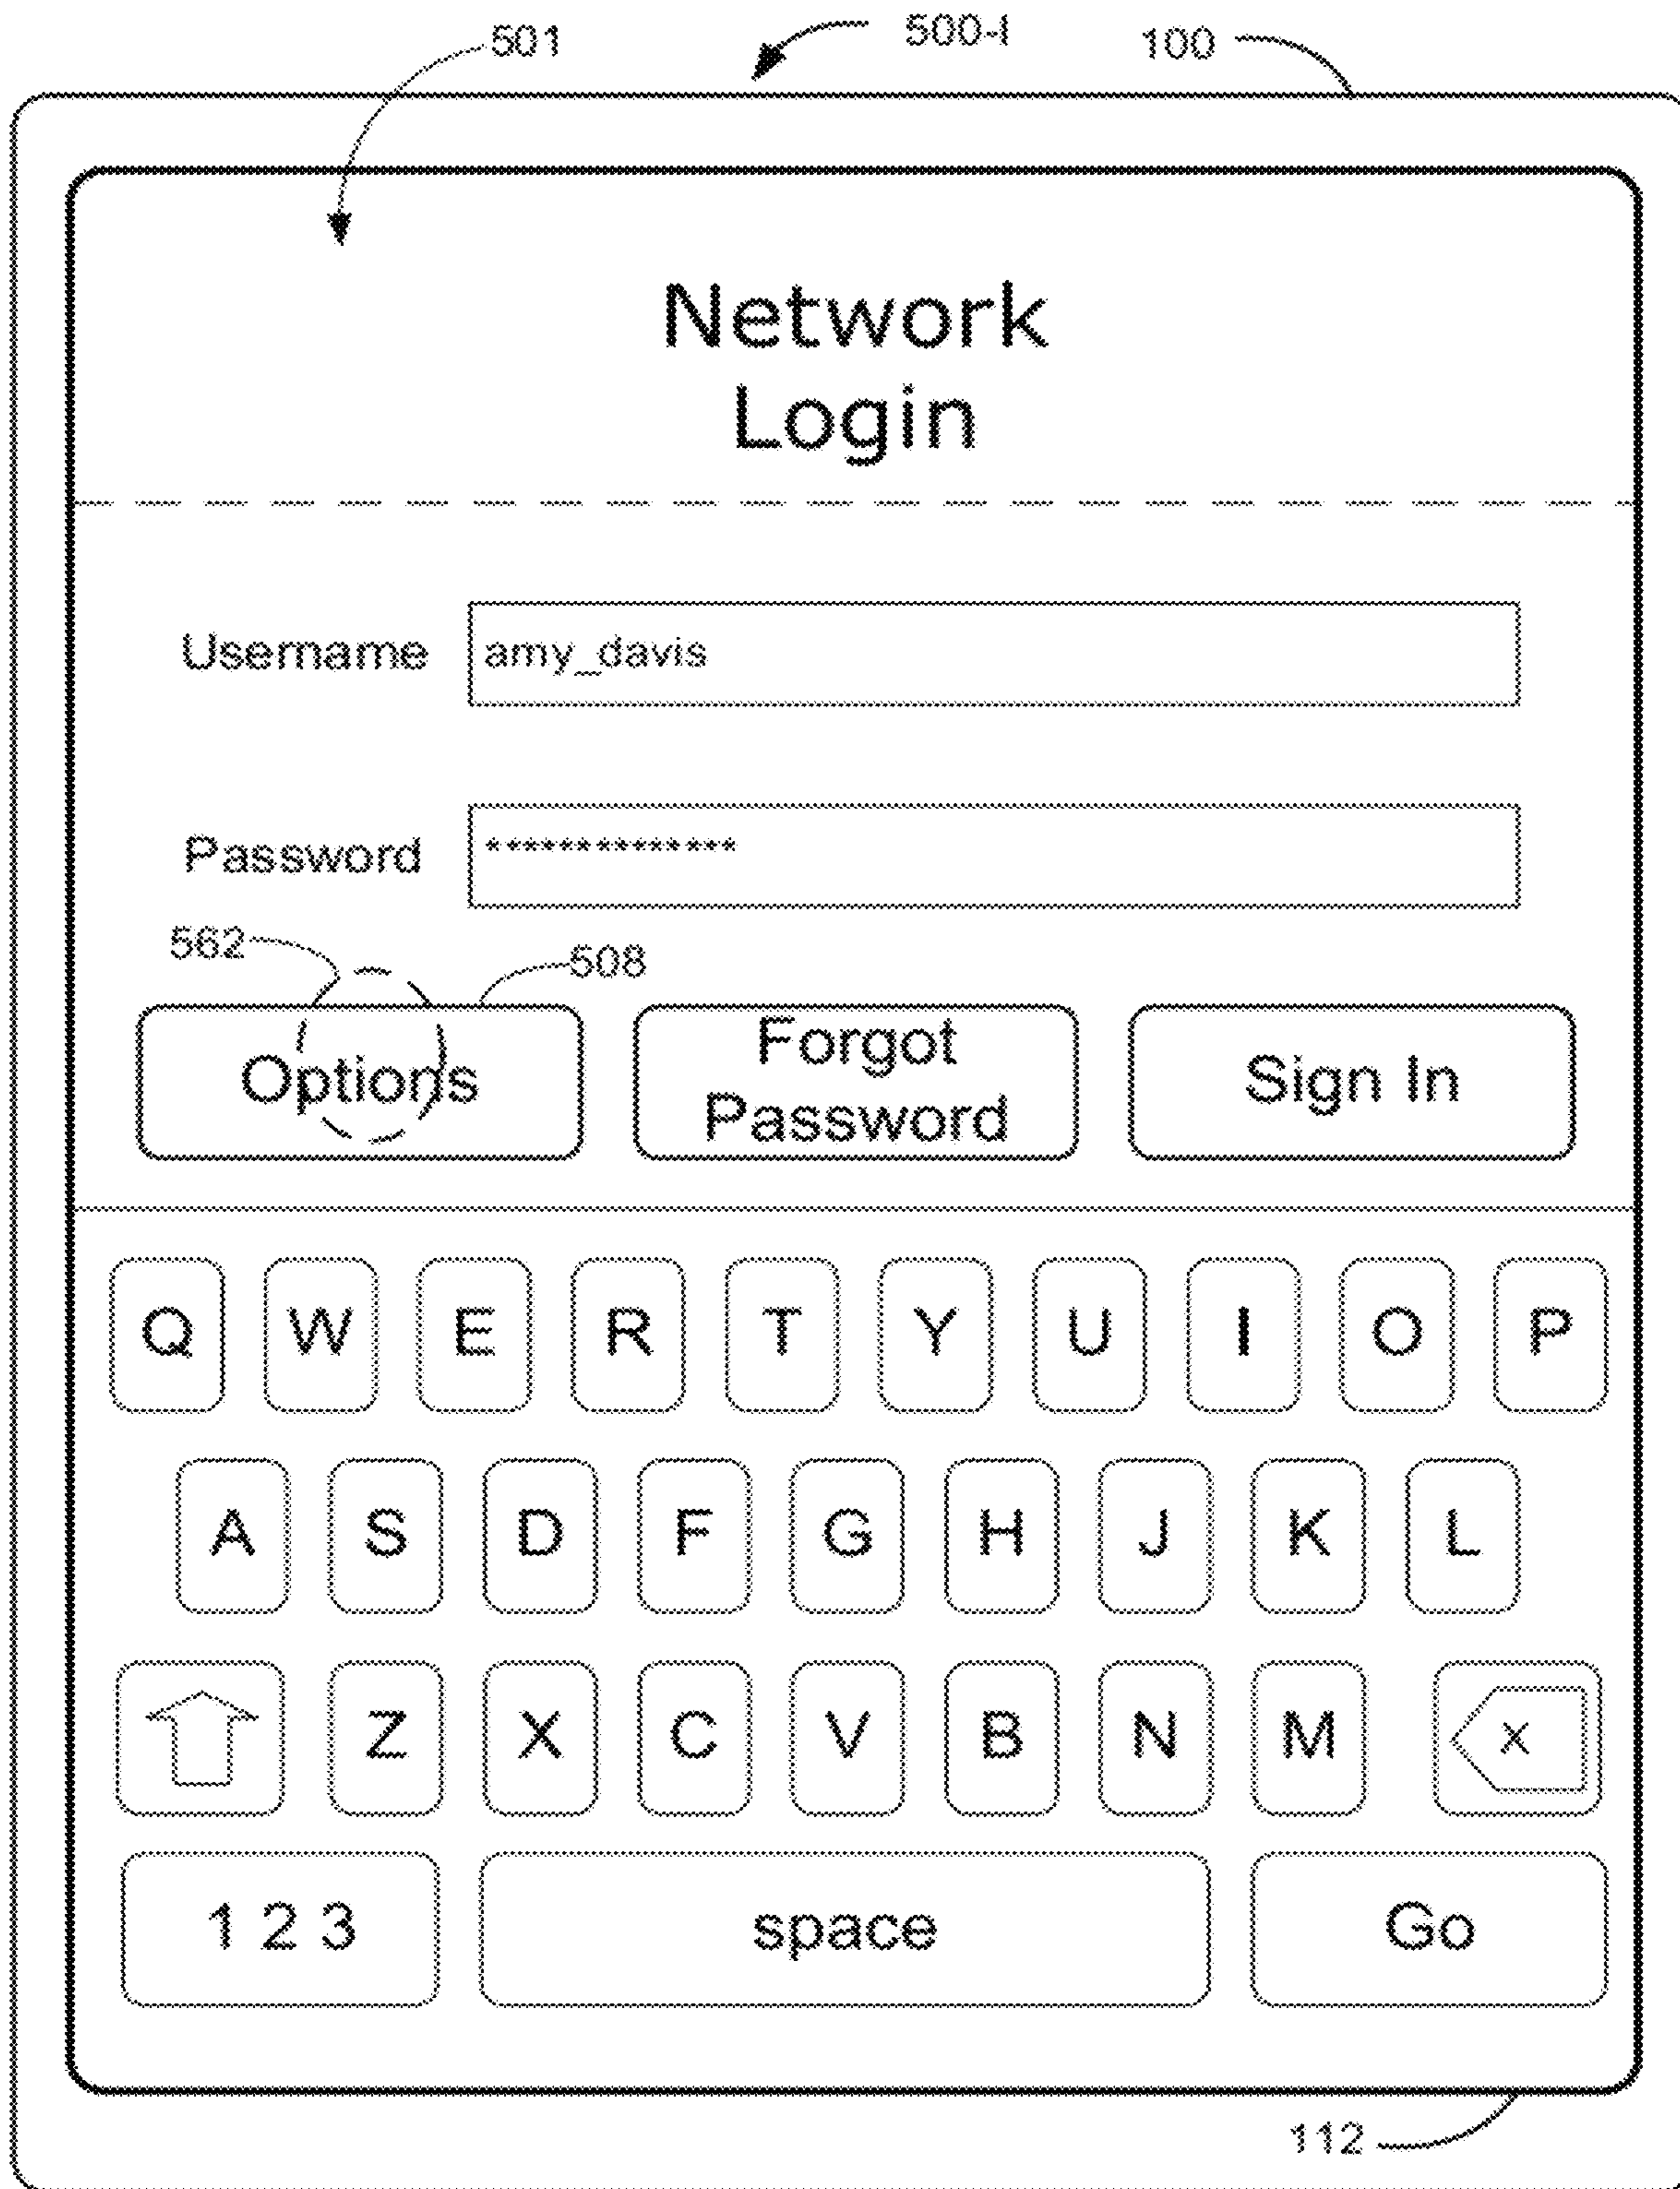 501 500-I 100
Network
Login
Username amy_davis
Password **************
562 508
Options Forgot Password Sign In
Q W E R T Y U I O P
A S D F G H J K L
Z X C V B N M X
1 2 3 space Go
112